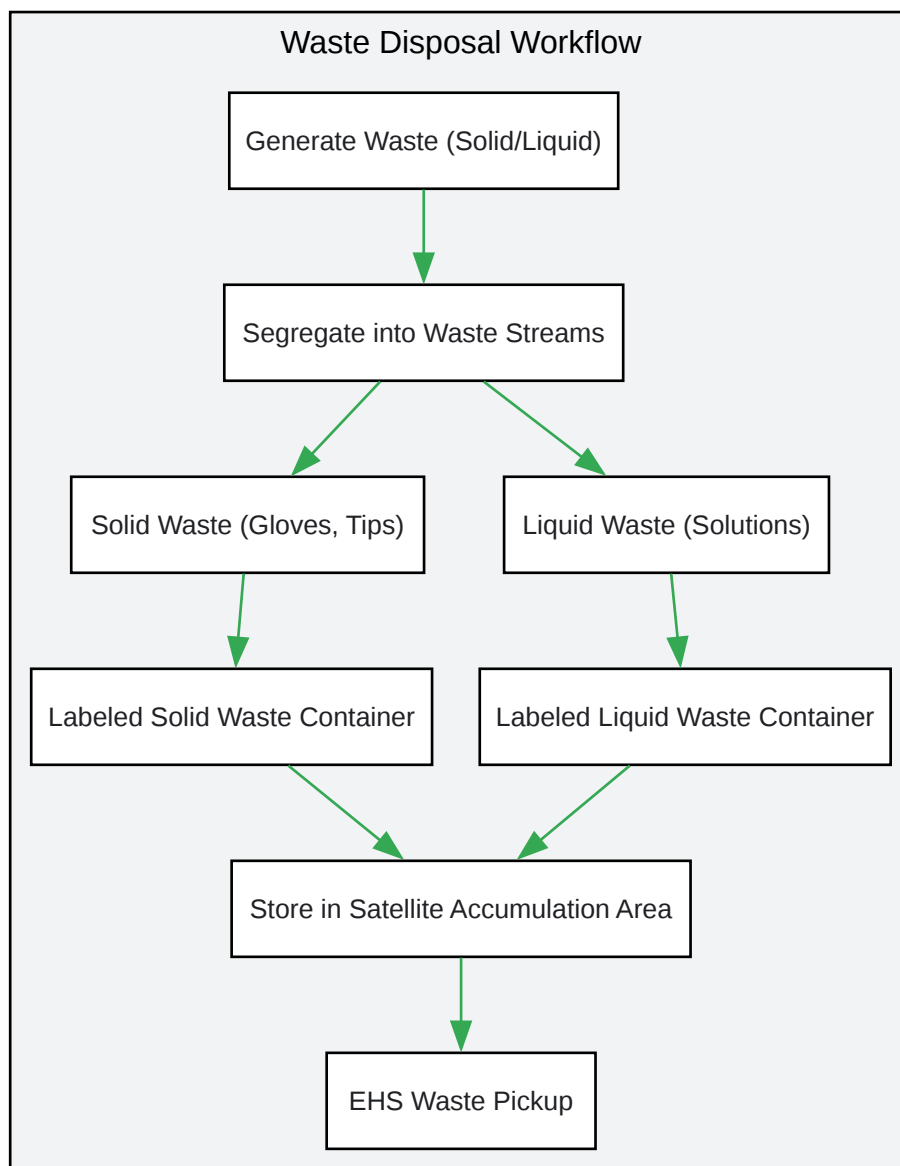 Waste Disposal Workflow
Generate Waste (Solid/Liquid)
Segregate into Waste Streams
Solid Waste (Gloves, Tips)
Liquid Waste (Solutions)
Labeled Solid Waste Container
Labeled Liquid Waste Container
Store in Satellite Accumulation Area
EHS Waste Pickup